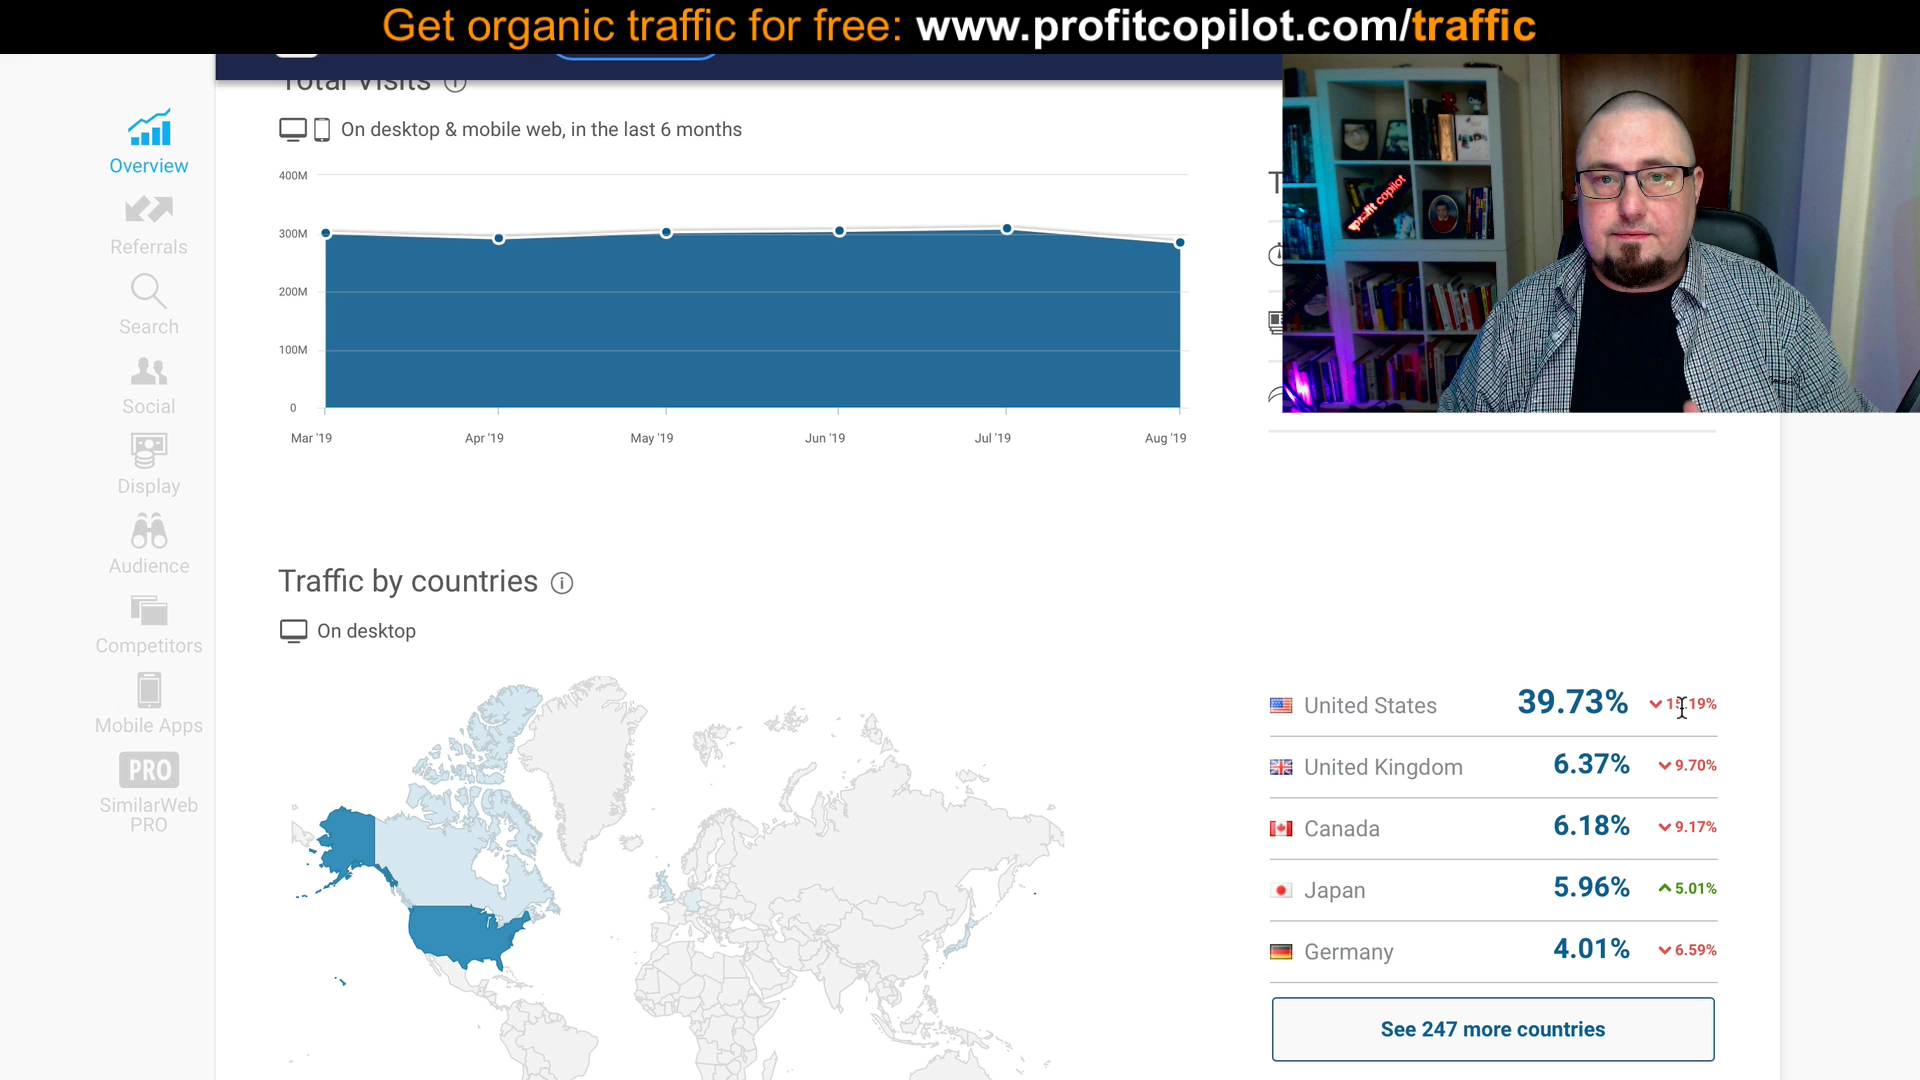 Get organic traffic for free: www.profitcopilot.com/traffic
Total Visits
On desktop & mobile web, in the last 6 months
400M
300M
200M
100M
0
Mar '19
Apr '19
May '19
Jun '19
Jul '19
Aug '19
Overview
Referrals
Search
Social
Display
Audience
Competitors
Mobile Apps
PRO
SimilarWeb
PRO
profit copilot
Traffic by countries
On desktop
United States 39.73%
United Kingdom 6.37% 9.70%
Canada 6.18% 9.17%
Japan 5.96% 5.01%
Germany 4.01% 6.59%
See 247 more countries